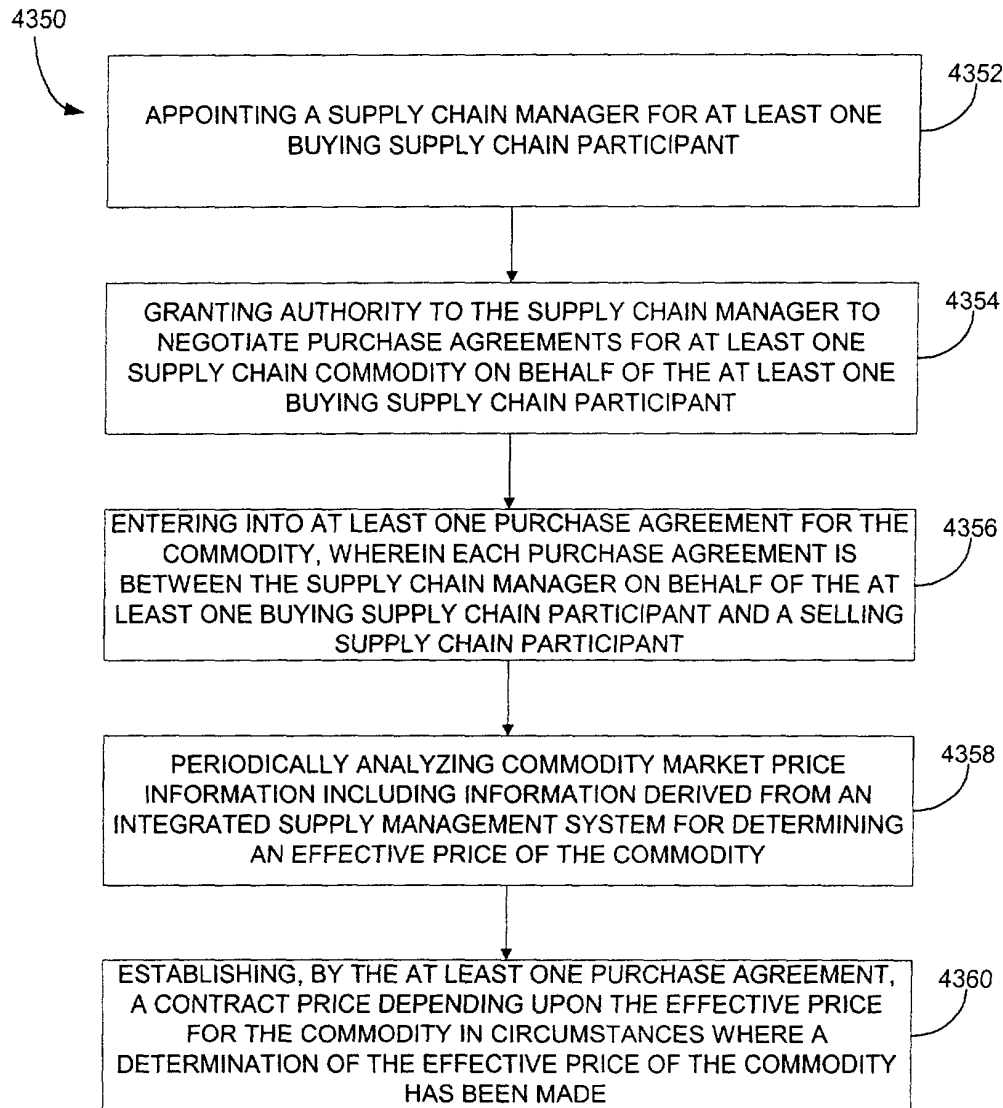 4350
4352
APPOINTING A SUPPLY CHAIN MANAGER FOR AT LEAST ONE
BUYING SUPPLY CHAIN PARTICIPANT
4354
GRANTING AUTHORITY TO THE SUPPLY CHAIN MANAGER TO
NEGOTIATE PURCHASE AGREEMENTS FOR AT LEAST ONE
SUPPLY CHAIN COMMODITY ON BEHALF OF THE AT LEAST ONE
BUYING SUPPLY CHAIN PARTICIPANT
4356
ENTERING INTO AT LEAST ONE PURCHASE AGREEMENT FOR THE
COMMODITY, WHEREIN EACH PURCHASE AGREEMENT IS
BETWEEN THE SUPPLY CHAIN MANAGER ON BEHALF OF THE AT
LEAST ONE BUYING SUPPLY CHAIN PARTICIPANT AND A SELLING
SUPPLY CHAIN PARTICIPANT
4358
PERIODICALLY ANALYZING COMMODITY MARKET PRICE
INFORMATION INCLUDING INFORMATION DERIVED FROM AN
INTEGRATED SUPPLY MANAGEMENT SYSTEM FOR DETERMINING
AN EFFECTIVE PRICE OF THE COMMODITY
4360
ESTABLISHING, BY THE AT LEAST ONE PURCHASE AGREEMENT,
A CONTRACT PRICE DEPENDING UPON THE EFFECTIVE PRICE
FOR THE COMMODITY IN CIRCUMSTANCES WHERE A
DETERMINATION OF THE EFFECTIVE PRICE OF THE COMMODITY
HAS BEEN MADE